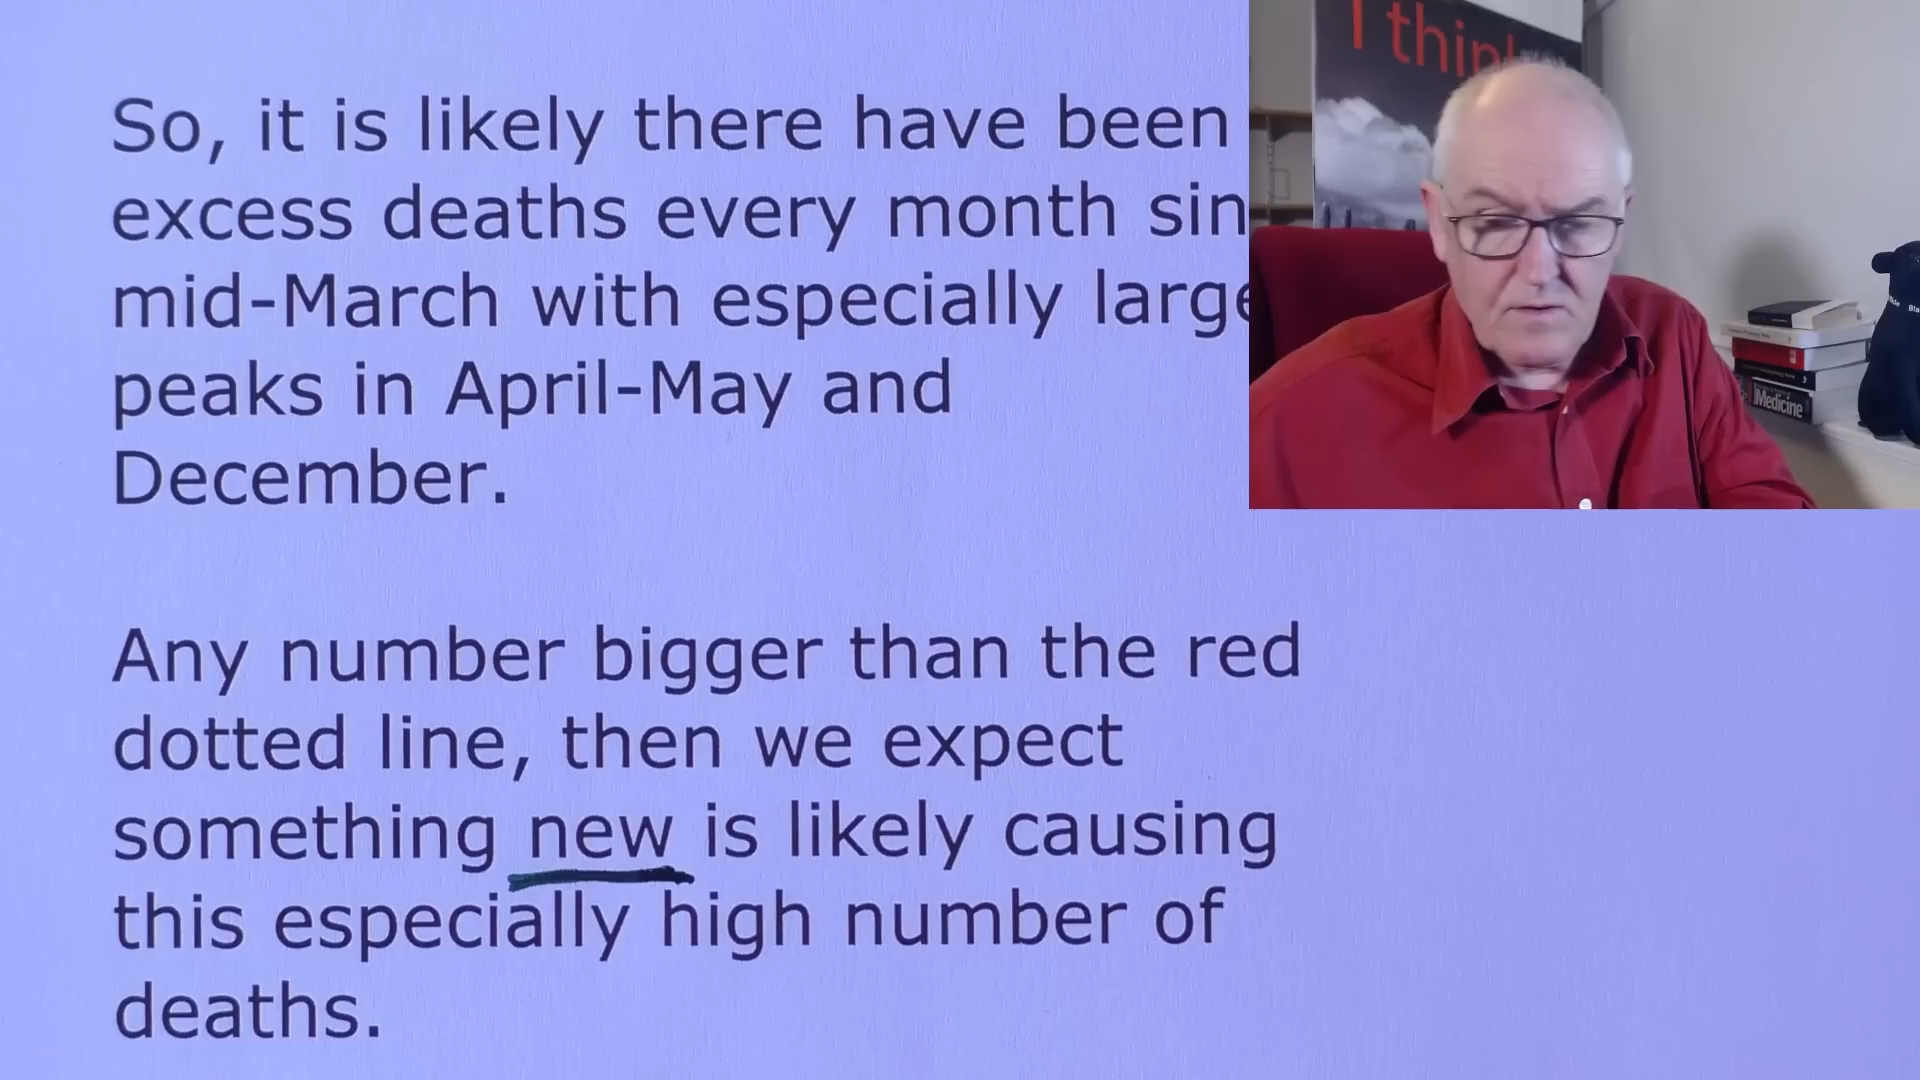 So, it is likely there have been
excess deaths every month sin
mid-March with especially large
peaks in April-May and
December.
Any number bigger than the red
dotted line, then we expect
something new is likely causing
this especially high number of
deaths.
I think
Medicine